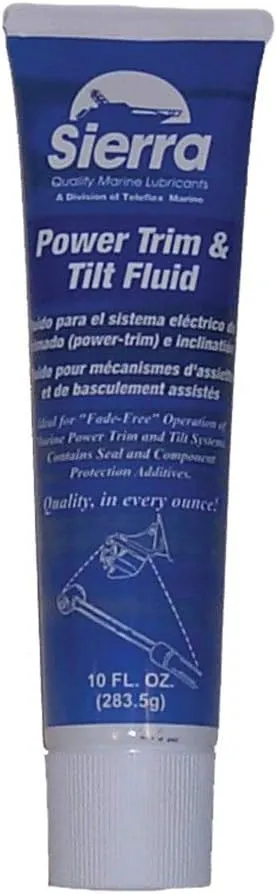 Sierra
Quality Marine Lubricants
A Division of Teleflex Marine
Power Trim &
Tilt Fluid
para el sistema eléctrico
(power-trim) e
pour mécanismes
et de basculement assistés
Ideal for "Fade-Free" Operation of
Marine Power Trim and Tilt Systems
Contains Seal and Component
Protection Additives.
Quality, in every ounce!
10 FL. OZ.
(283.5g)